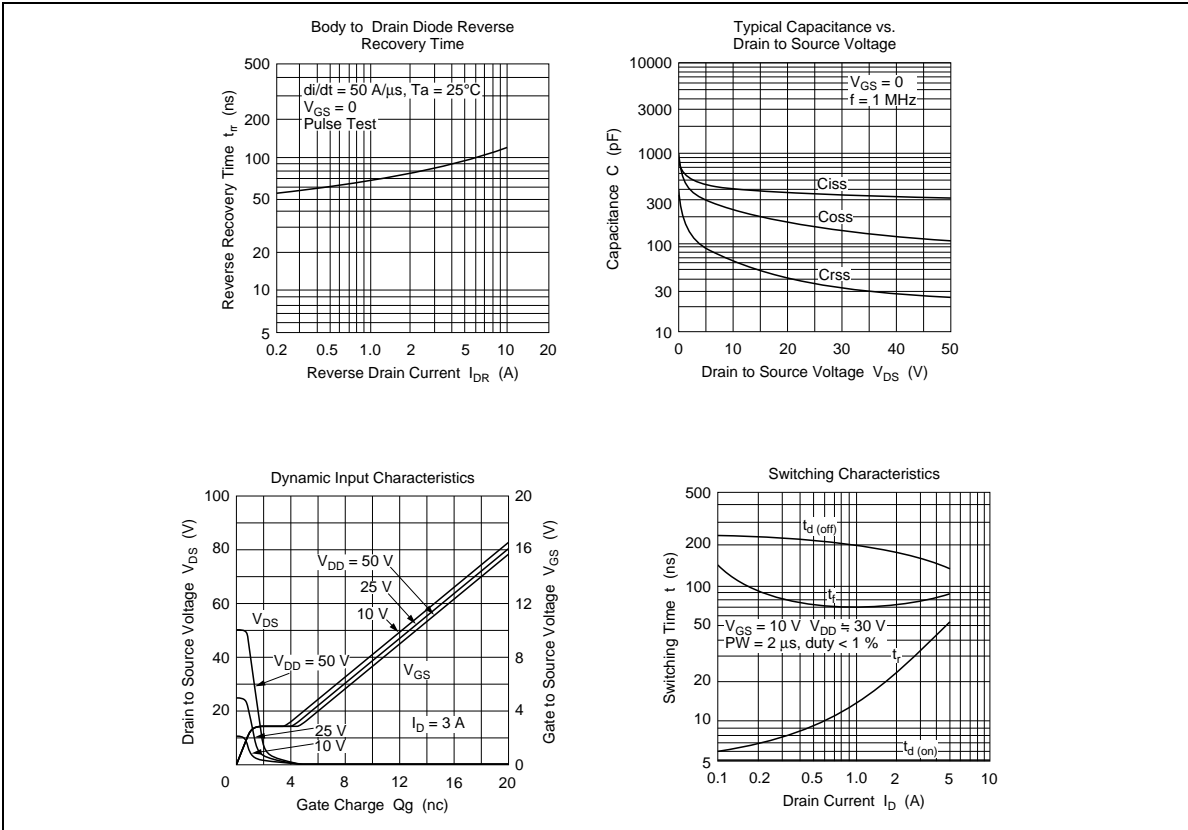 Body to Drain Diode Reverse
Recovery Time
500
200
100
50
20
10
5
Reverse Recovery Time trr (ns)
di/dt = 50 A/μs, Ta = 25°C
VGS = 0
Pulse Test
0.2 0.5 1.0 2 5 10 20
Reverse Drain Current IDR (A)
Typical Capacitance vs.
Drain to Source Voltage
10000
3000
1000
300
100
30
10
Capacitance C (pF)
VGS = 0
f = 1 MHz
Ciss
Coss
Crss
0 10 20 30 40 50
Drain to Source Voltage VDS (V)
Dynamic Input Characteristics
100
80
60
40
20
0
Drain to Source Voltage VDS (V)
20
16
12
8
4
0
Gate to Source Voltage VGS (V)
VDD = 50 V
25 V
10 V
VDS
VDD = 50 V
VGS
ID = 3 A
25 V
10 V
4 8 12 16 20
Gate Charge Qg (nc)
Switching Characteristics
500
200
100
50
20
10
5
Switching Time t (ns)
td (off)
tf
VGS = 10 V VDD ≒ 30 V
PW = 2 μs, duty < 1 %
tr
td (on)
0.1 0.2 0.5 1.0 2 5 10
Drain Current ID (A)